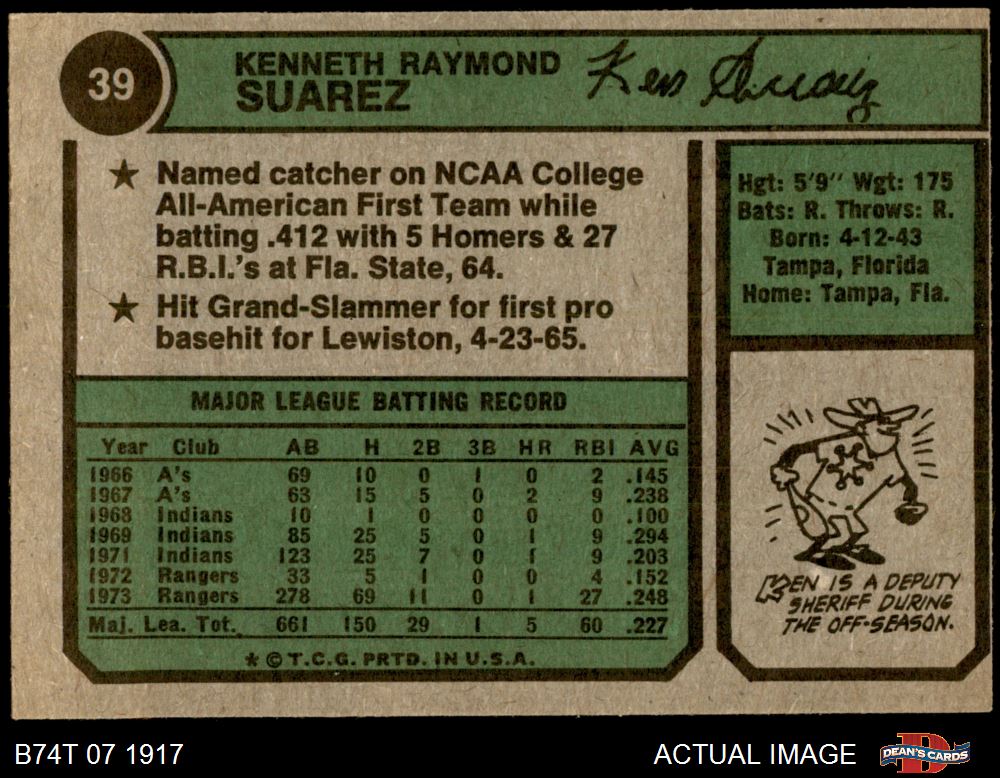 39
KENNETH RAYMOND
SUAREZ
Ken Suarez
★ Named catcher on NCAA College
All-American First Team while
batting .412 with 5 Homers & 27
R.B.I.'s at Fla. State, 64.
★ Hit Grand-Slammer for first pro
basehit for Lewiston, 4-23-65.
Hgt: 5'9" Wgt: 175
Bats: R. Throws: R.
Born: 4-12-43
Tampa, Florida
Home: Tampa, Fla.
MAJOR LEAGUE BATTING RECORD
Year Club AB H 2B 3B HR RBI AVG
1966 A's 69 10 0 1 0 2 .145
1967 A's 63 15 5 0 2 9 .238
1968 Indians 10 1 0 0 0 0 .100
1969 Indians 85 25 5 0 1 9 .294
1971 Indians 123 25 7 0 1 9 .203
1972 Rangers 33 5 1 0 0 4 .152
1973 Rangers 278 69 11 0 1 27 .248
Maj. Lea. Tot. 661 150 29 1 5 60 .227
* © T.C.G. PRTD. IN U.S.A.
KEN IS A DEPUTY
SHERIFF DURING
THE OFF-SEASON.
B74T 07 1917
ACTUAL IMAGE
D
DEAN'S CARDS